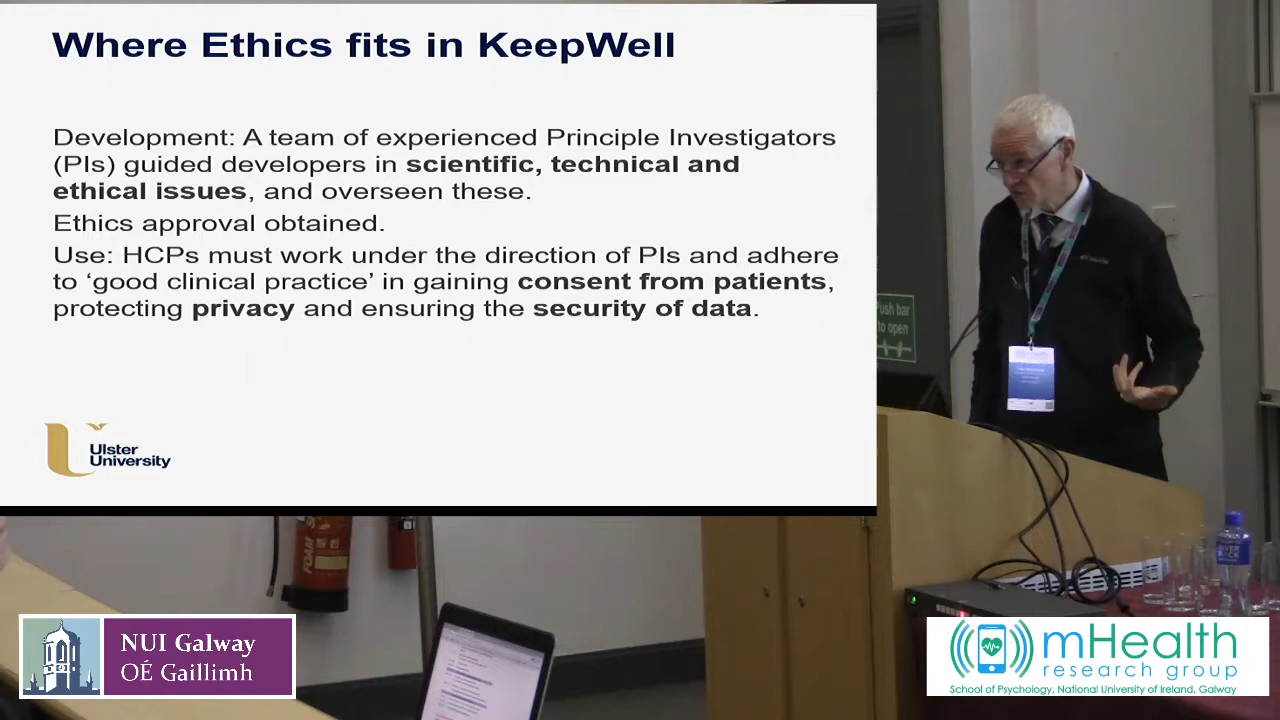 Where Ethics fits in KeepWell
Development: A team of experienced Principle Investigators
(PIs) guided developers in scientific, technical and
ethical issues, and overseen these.
Ethics approval obtained.
Use: HCPs must work under the direction of PIs and adhere
to ‘good clinical practice’ in gaining consent from patients,
protecting privacy and ensuring the security of data.
Ulster
University
Push bar
to open
FOAM
NUI Galway
OÉ Gaillimh
mHealth
research group
School of Psychology, National University of Ireland, Galway